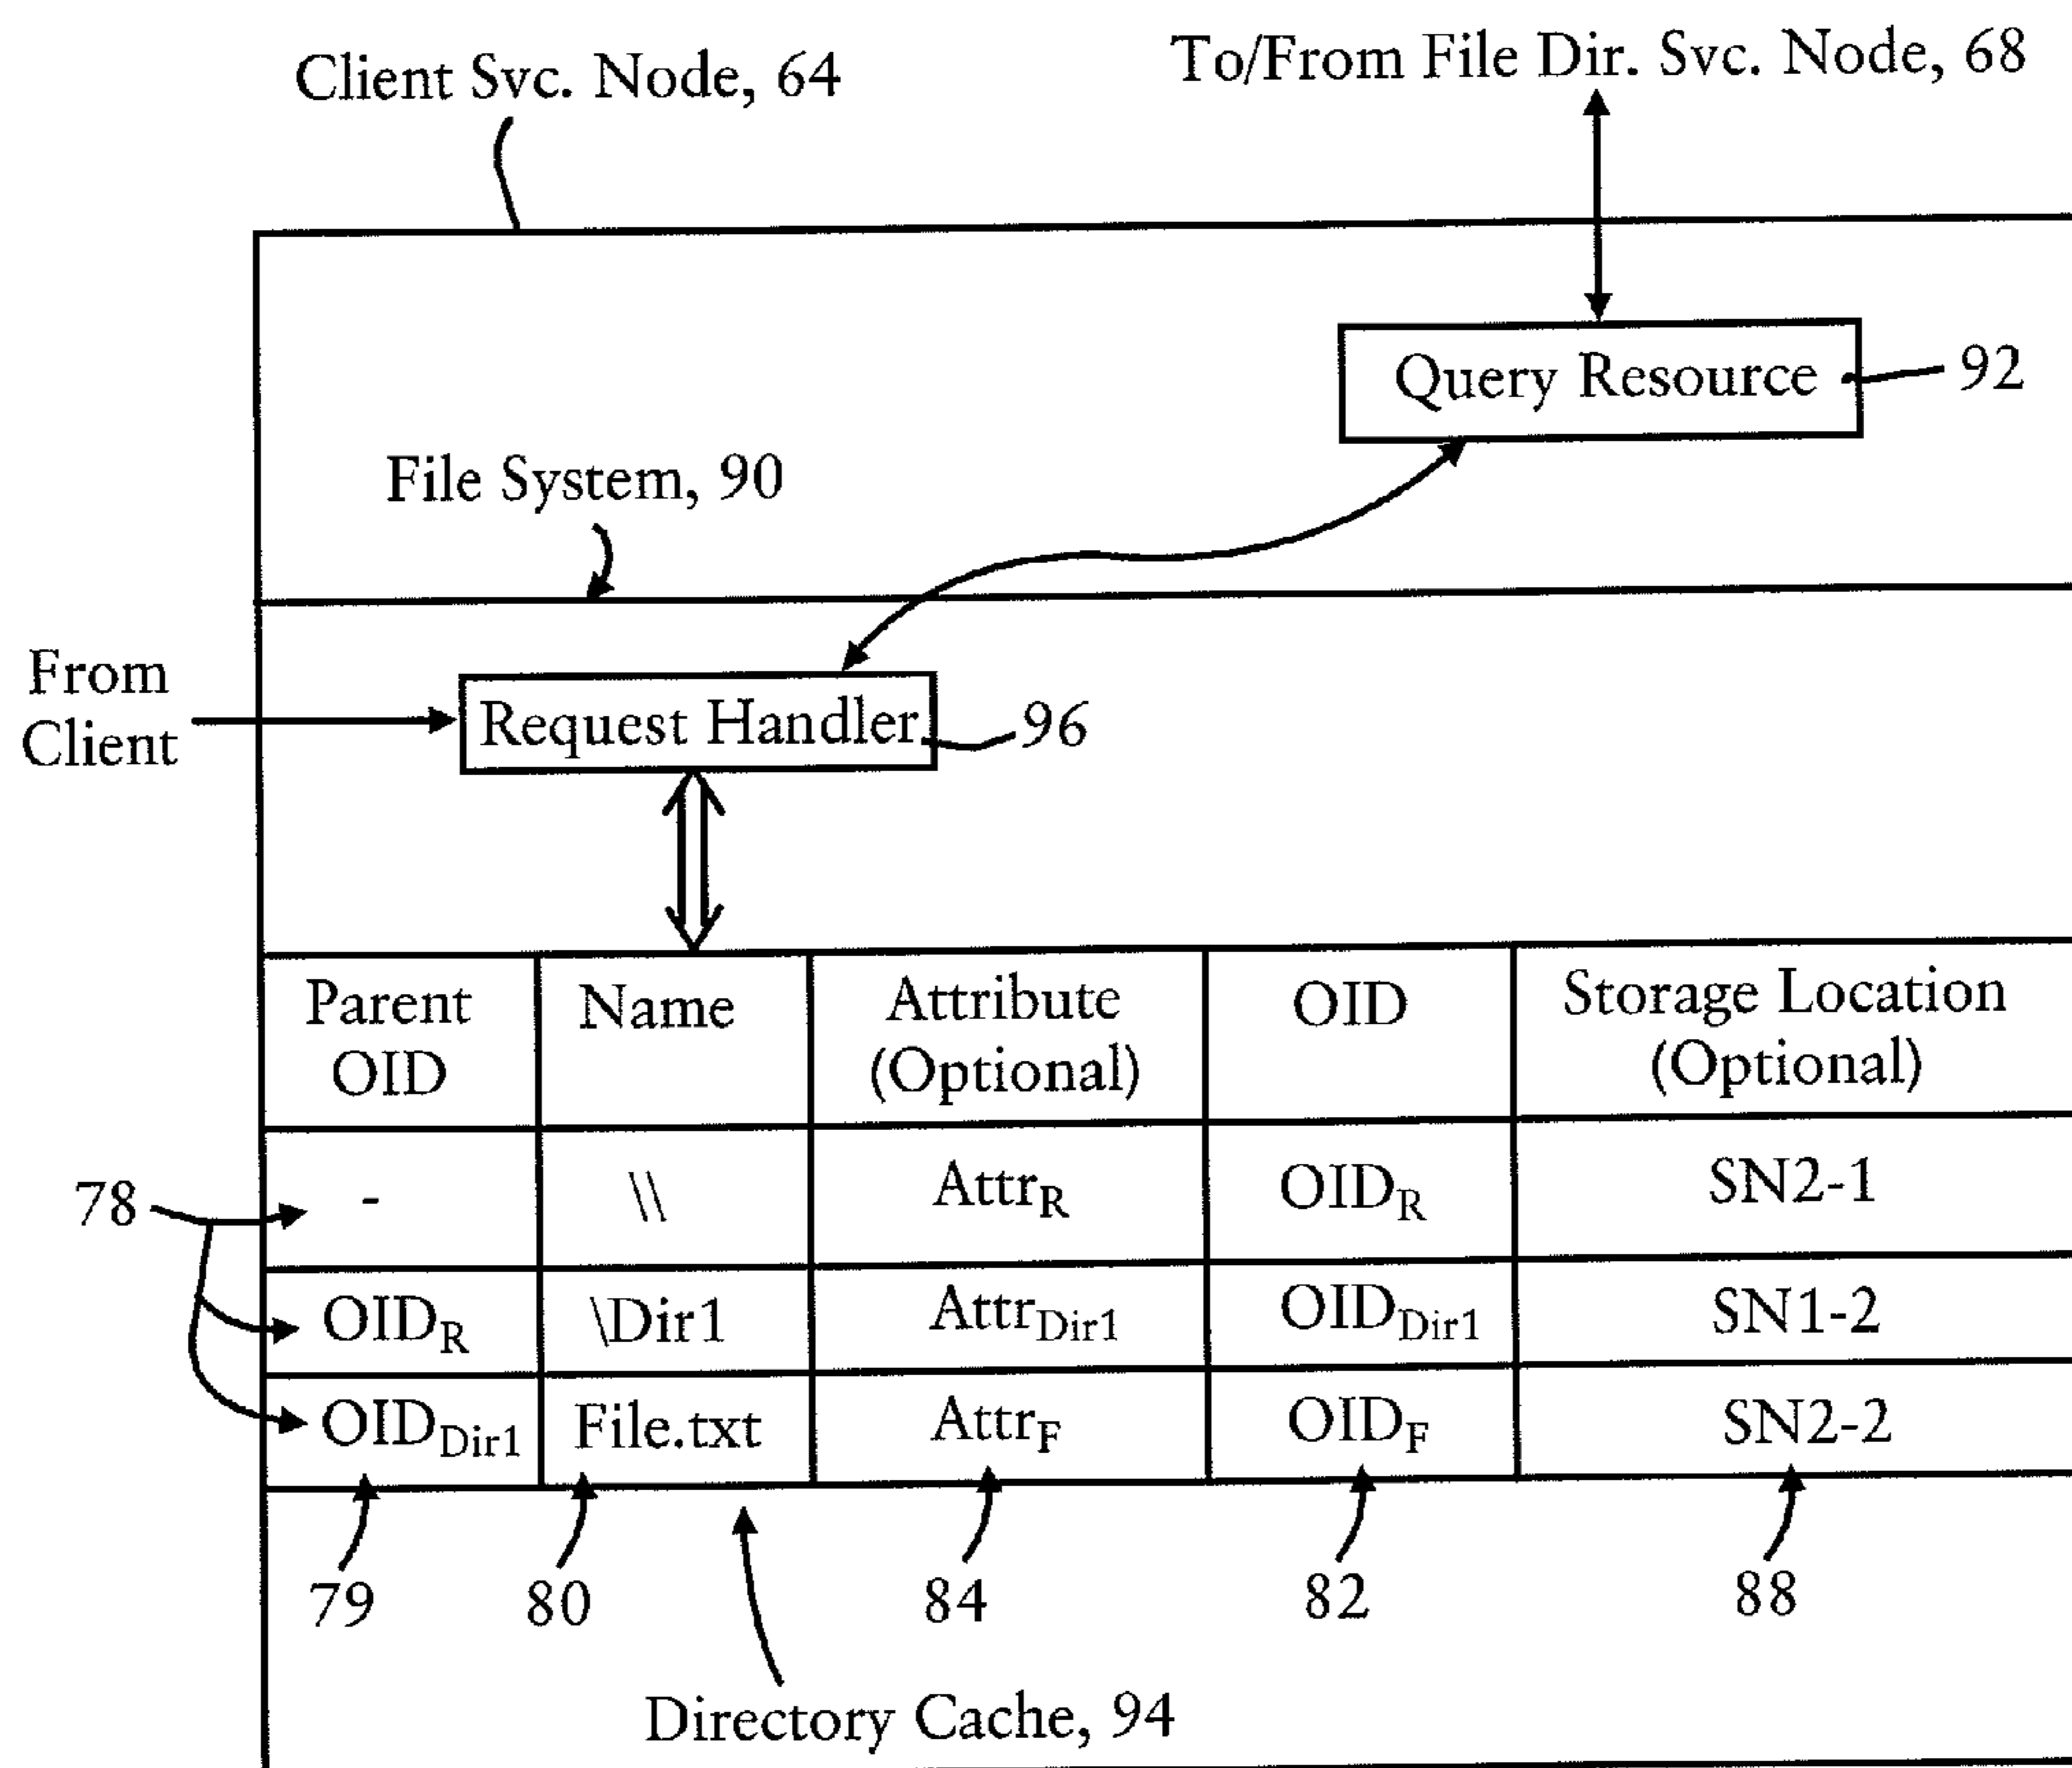 Client Svc. Node, 64
To/From File Dir. Svc. Node, 68
Query Resource
92
File System, 90
From
Client
Request Handler
96
Parent
OID
Name
Attribute
(Optional)
OID
Storage Location
(Optional)
78
-
\\
AttrR
OIDR
SN2-1
OIDR
\Dir1
AttrDir1
OIDDir1
SN1-2
OIDDir1
File.txt
AttrF
OIDF
SN2-2
79
80
84
82
88
Directory Cache, 94